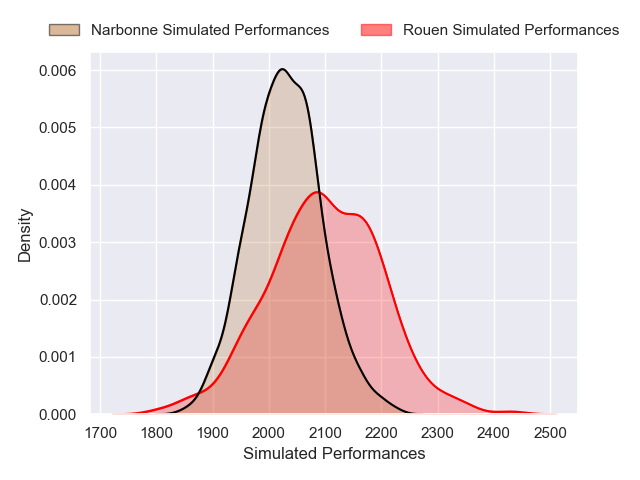 Narbonne Simulated Performances Rouen Simulated Performances
0.006
0.005
0.004
0.003
0.002
0.001
0.000
Density
1700 1800 1900 2000 2100 2200 2300 2400 2500
Simulated Performances